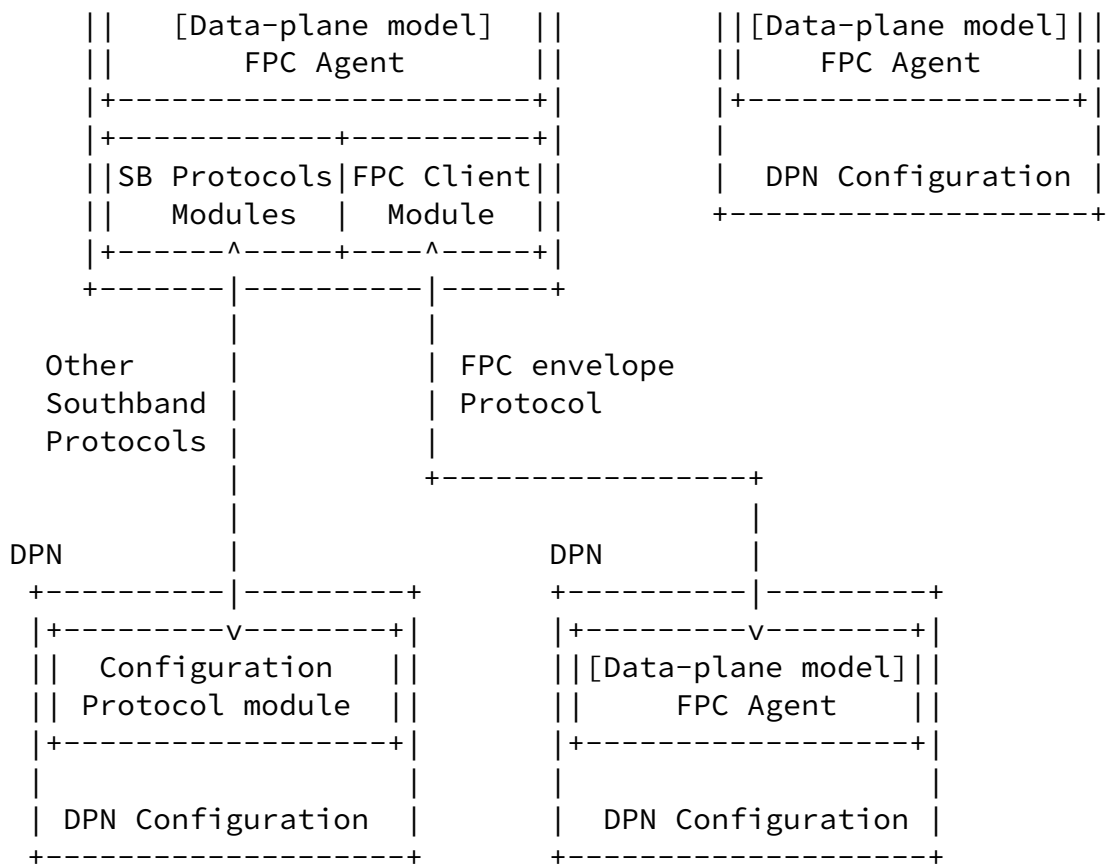 || [Data-plane model] || ||[Data-plane model]||
|| FPC Agent || || FPC Agent ||
|+-----------------------+| |+------------------+|
|+------------+----------+| | |
||SB Protocols|FPC Client|| | DPN Configuration |
|| Modules | Module || +--------------------+
|+------^-----+----^-----+|
+-------|----------|------+
| |
Other | | FPC envelope
Southband | | Protocol
Protocols | |
| +-----------------+
| |
DPN | DPN |
+----------|---------+ +----------|---------+
|+---------v--------+| |+---------v--------+|
|| Configuration || ||[Data-plane model]||
|| Protocol module || || FPC Agent ||
|+------------------+| |+------------------+|
| | | |
| DPN Configuration | | DPN Configuration |
+--------------------+ +--------------------+